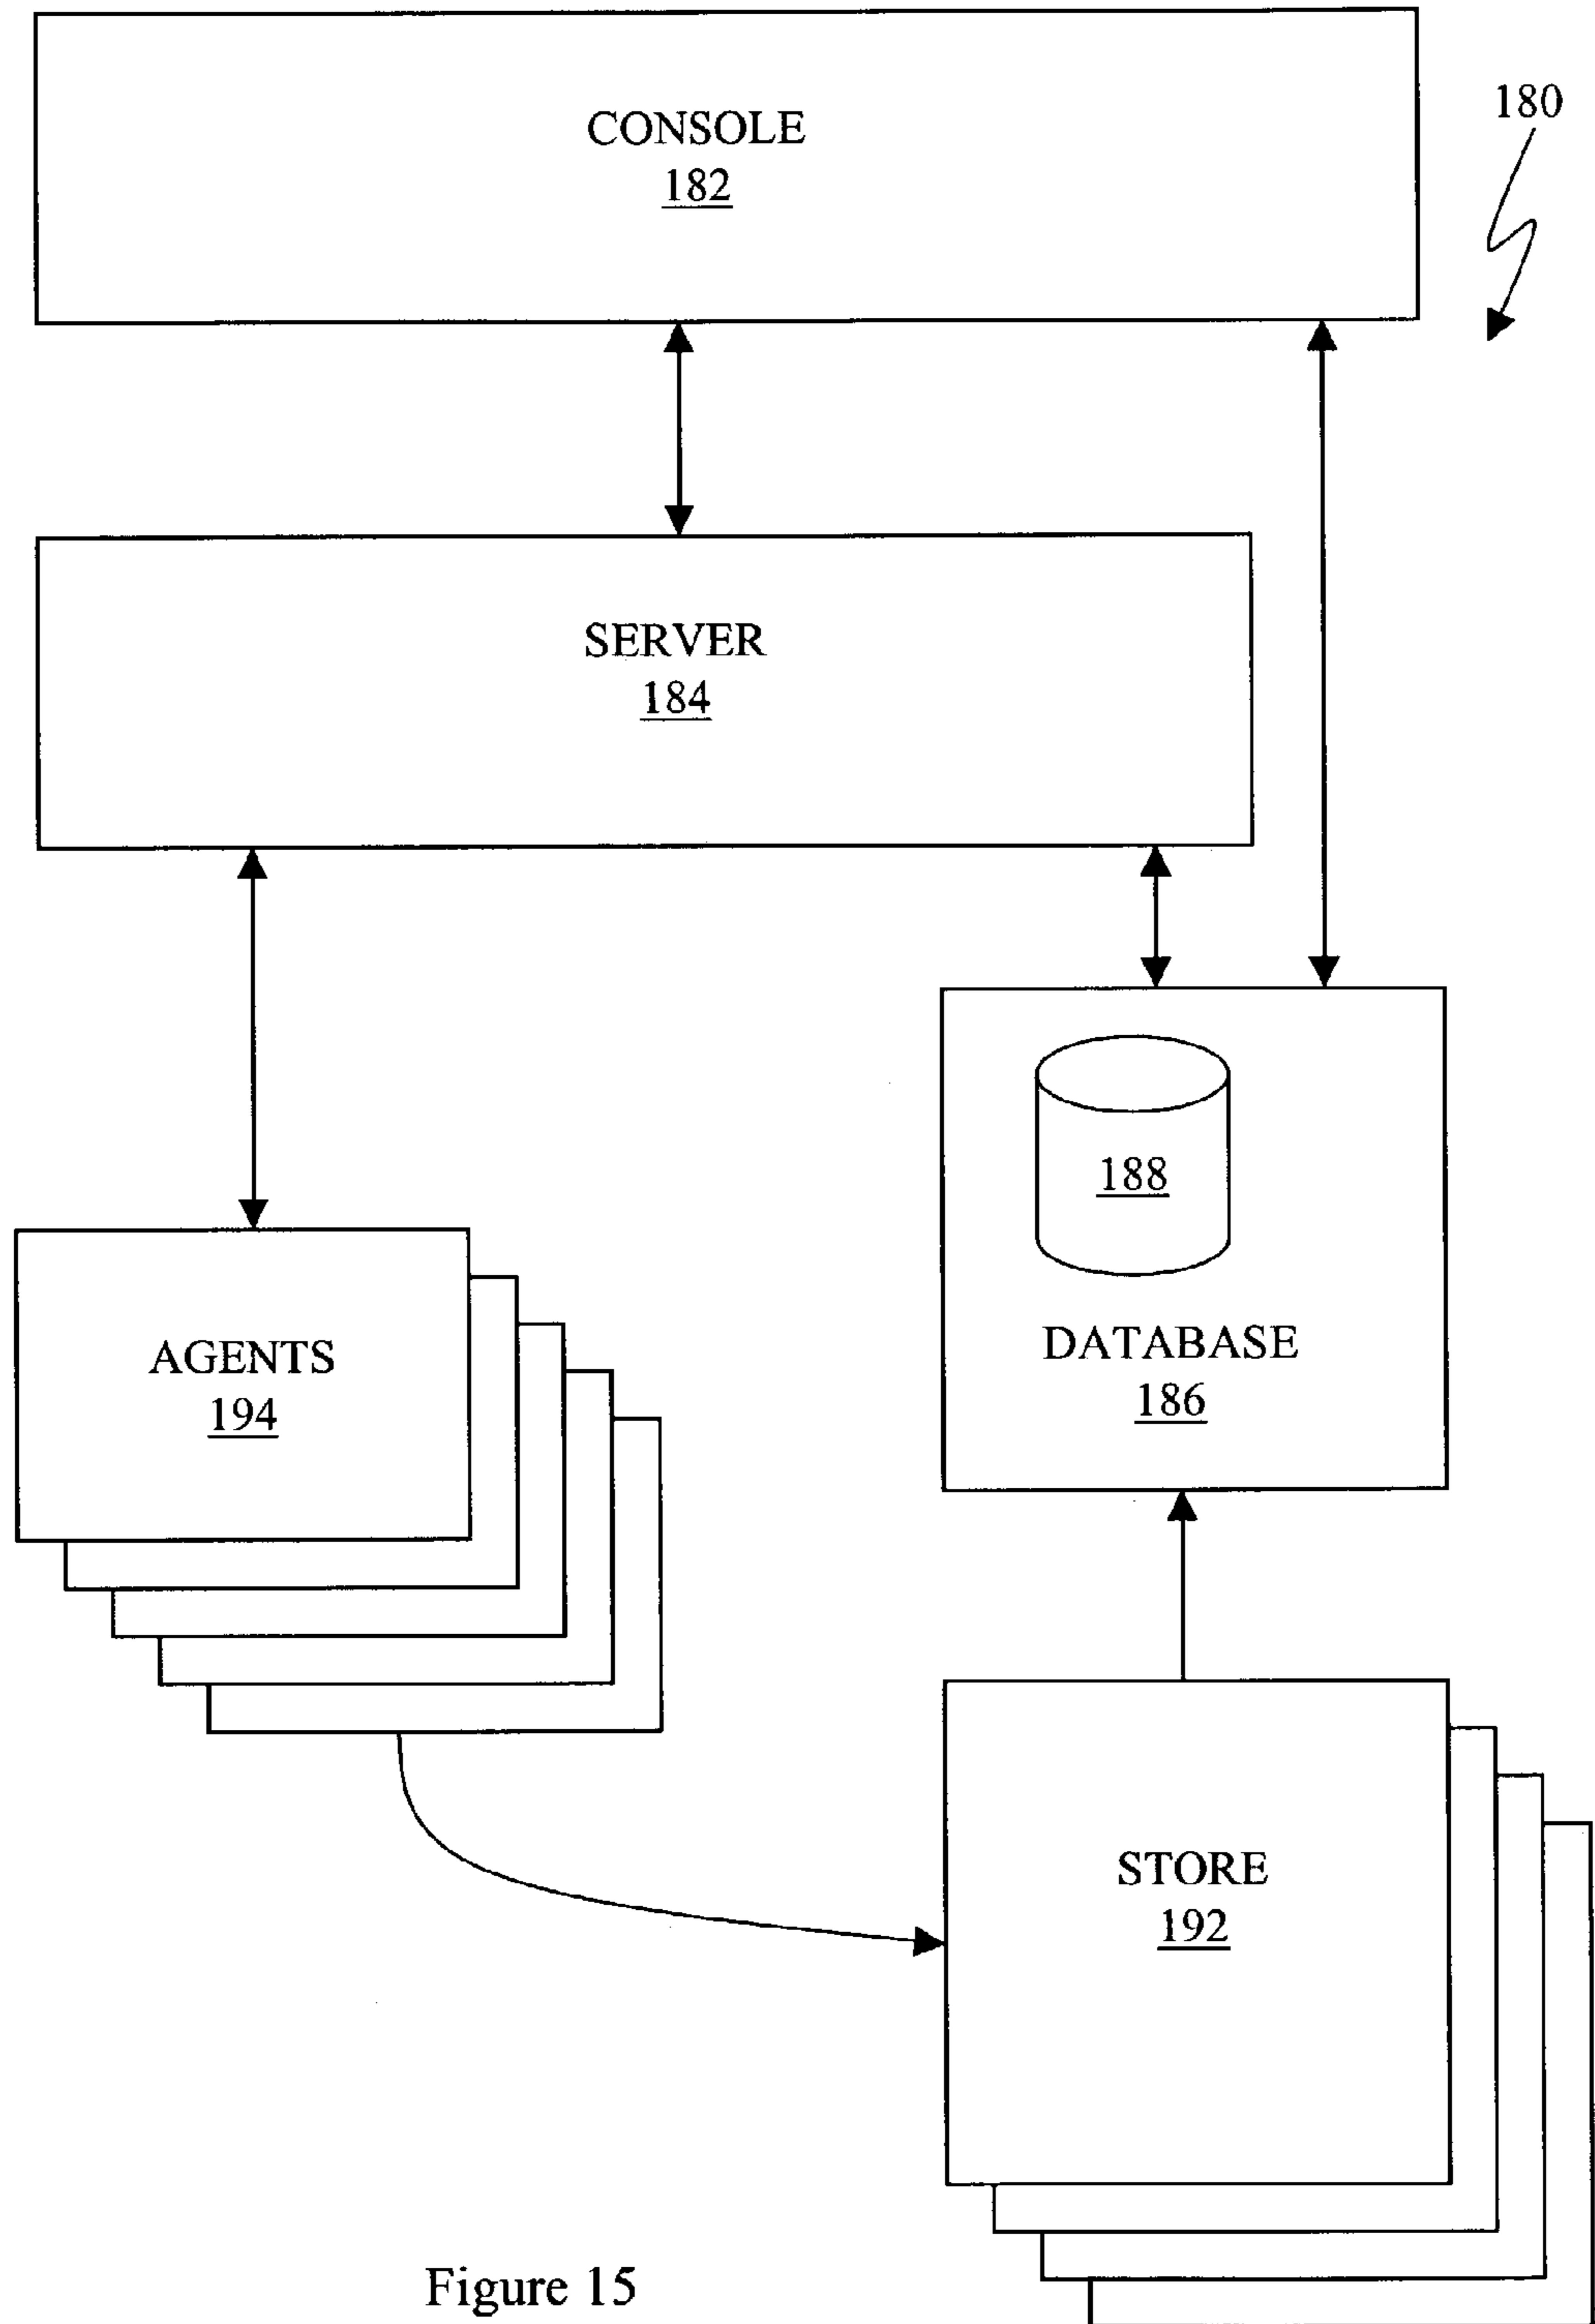 CONSOLE
182
180
SERVER
184
188
DATABASE
186
AGENTS
194
STORE
192
Figure 15